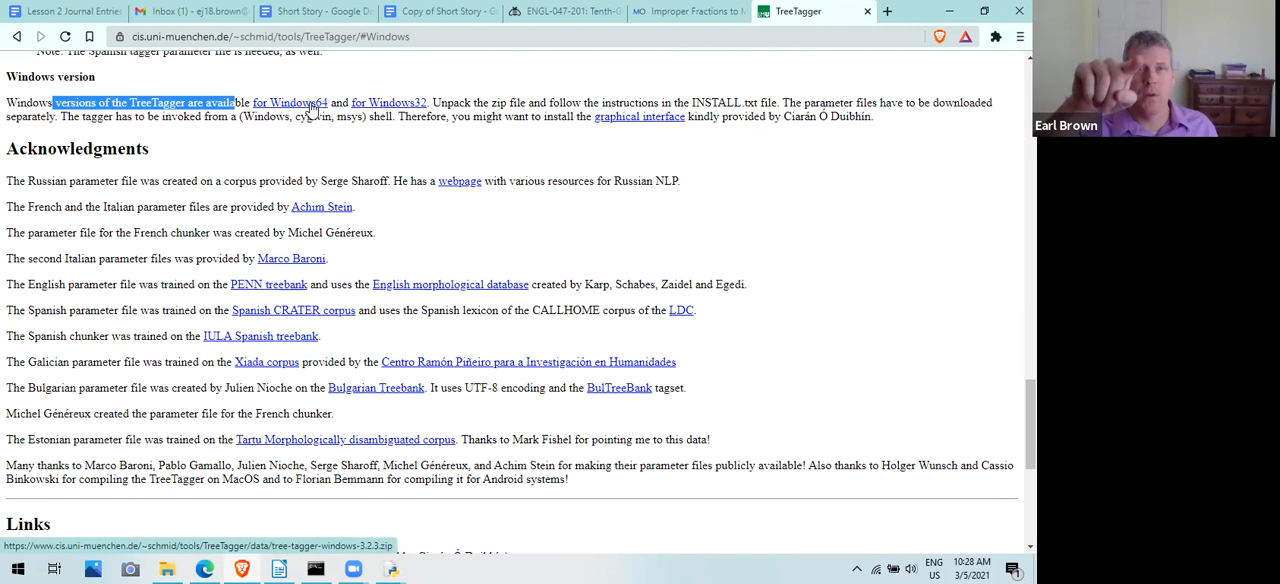 Lesson 2 Journal Entries
Inbox (1) - ej18.brown@
Short Story - Google Do
Copy of Short Story - G
ENGL-047-201: Tenth-G
Improper Fractions to M
TreeTagger
cis.uni-muenchen.de/~schmid/tools/TreeTagger/#Windows
Note: The Spanish tagger parameter file is needed, as well.
Windows version
Windows versions of the TreeTagger are available for Windows64 and for Windows32. Unpack the zip file and follow the instructions in the INSTALL.txt file. The parameter files have to be downloaded
separately. The tagger has to be invoked from a (Windows, cygwin, msys) shell. Therefore, you might want to install the graphical interface kindly provided by Ciarán Ó Duibhín.
Acknowledgments
The Russian parameter file was created on a corpus provided by Serge Sharoff. He has a webpage with various resources for Russian NLP.
The French and the Italian parameter files are provided by Achim Stein.
The parameter file for the French chunker was created by Michel Généreux.
The second Italian parameter files was provided by Marco Baroni.
The English parameter file was trained on the PENN treebank and uses the English morphological database created by Karp, Schabes, Zaidel and Egedi.
The Spanish parameter file was trained on the Spanish CRATER corpus and uses the Spanish lexicon of the CALLHOME corpus of the LDC.
The Spanish chunker was trained on the IULA Spanish treebank.
The Galician parameter file was trained on the Xiada corpus provided by the Centro Ramón Piñeiro para a Investigación en Humanidades
The Bulgarian parameter file was created by Julien Nioche on the Bulgarian Treebank. It uses UTF-8 encoding and the BulTreeBank tagset.
Michel Généreux created the parameter file for the French chunker.
The Estonian parameter file was trained on the Tartu Morphologically disambiguated corpus. Thanks to Mark Fishel for pointing me to this data!
Many thanks to Marco Baroni, Pablo Gamallo, Julien Nioche, Serge Sharoff, Michel Généreux, and Achim Stein for making their parameter files publicly available! Also thanks to Holger Wunsch and Cassio
Binkowski for compiling the TreeTagger on MacOS and to Florian Bemmann for compiling it for Android systems!
Links
https://www.cis.uni-muenchen.de/~schmid/tools/TreeTagger/data/tree-tagger-windows-3.2.3.zip
Earl Brown
ENG
US
10:28 AM
3/5/2021